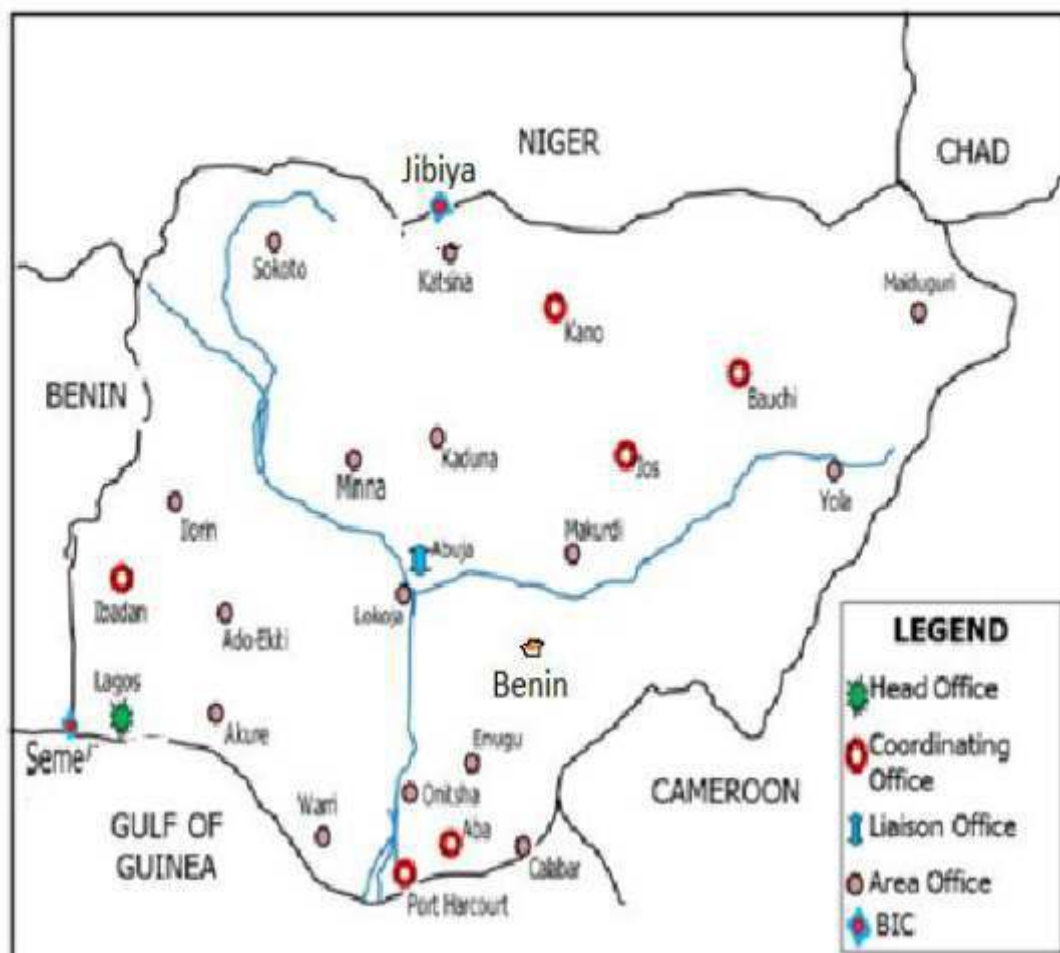 NIGER
CHAD
Jibiya
Sokoto
Katsina
Maiduguri
Kano
BENIN
Bauchi
Kaduna
Jos
Minna
Yola
Ilorin
Makurdi
Abuja
Ibadan
Lokoja
Ado-Ekiti
LEGEND
Benin
Head Office
Lagos
Akure
Enugu
Coordinating
Office
Seme
CAMEROON
Onitsha
Warri
Liaison Office
GULF OF
GUINEA
Aba
Calabar
Area Office
Port Harcourt
BIC